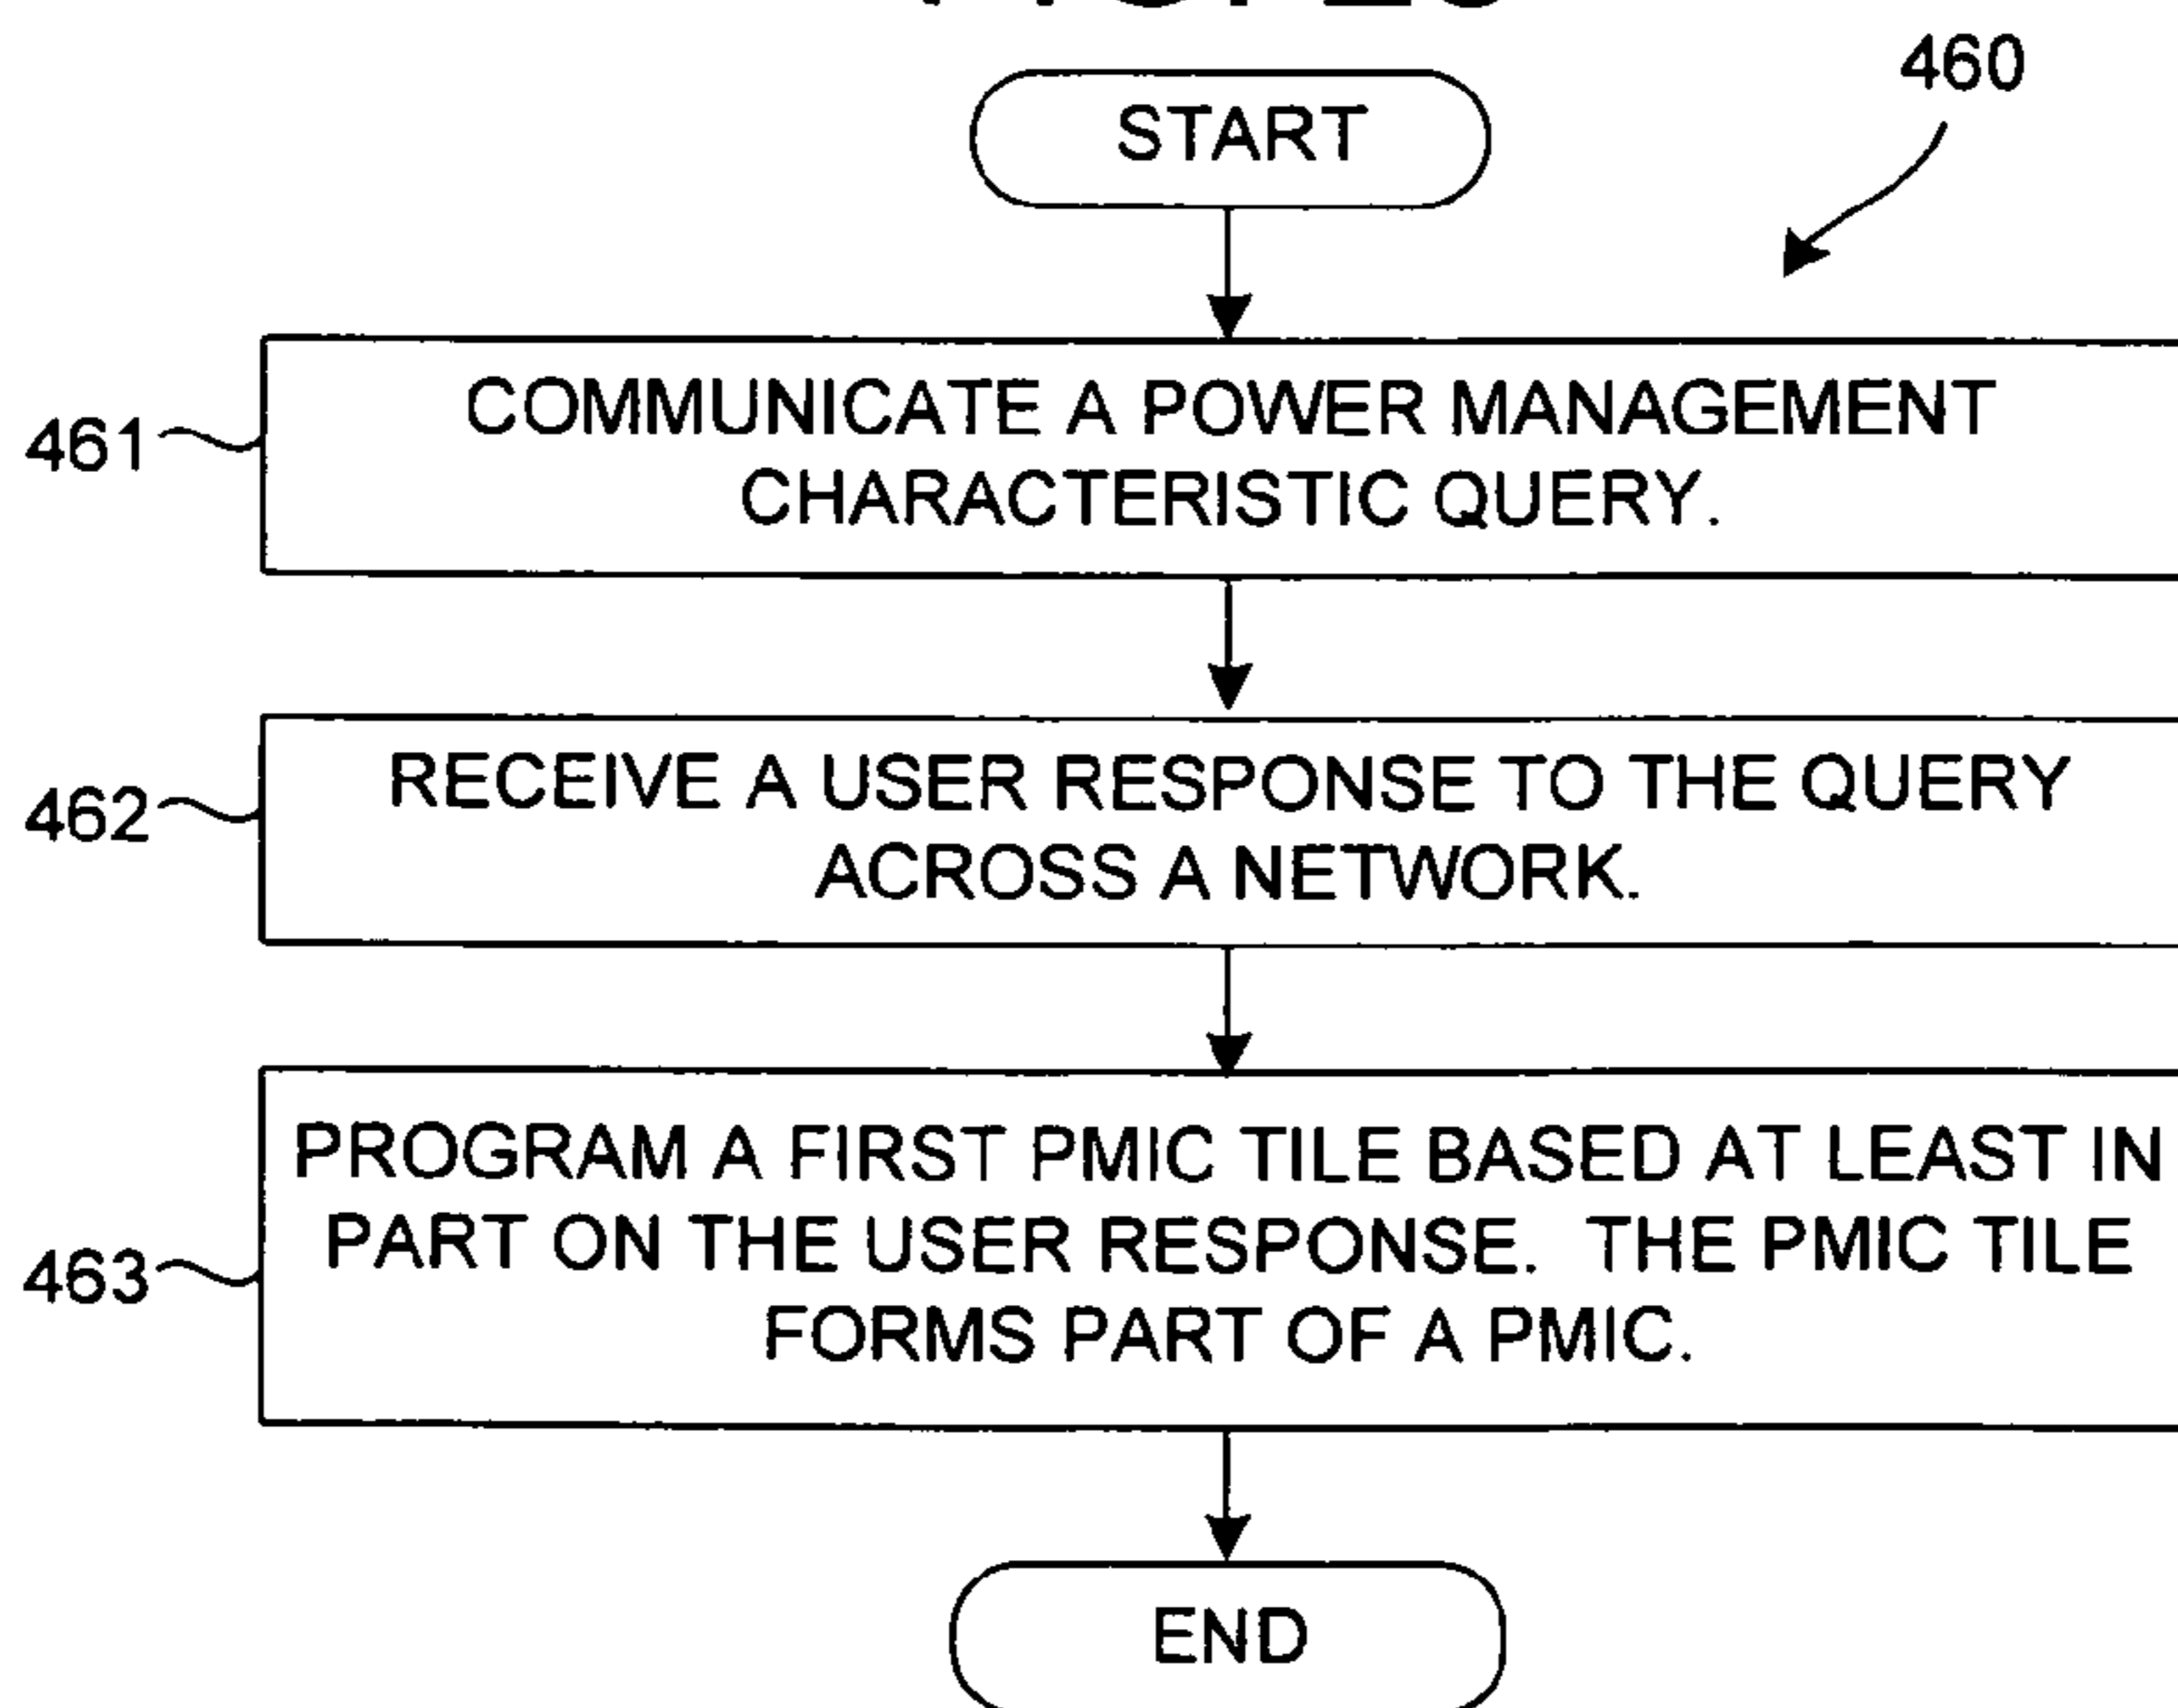 START
460
461
COMMUNICATE A POWER MANAGEMENT
CHARACTERISTIC QUERY.
462
RECEIVE A USER RESPONSE TO THE QUERY
ACROSS A NETWORK.
463
PROGRAM A FIRST PMIC TILE BASED AT LEAST IN
PART ON THE USER RESPONSE. THE PMIC TILE
FORMS PART OF A PMIC.
END